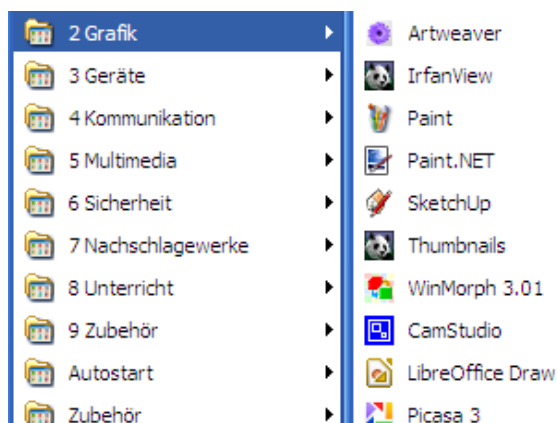 2 Grafik
3 Geräte
4 Kommunikation
5 Multimedia
6 Sicherheit
7 Nachschlagewerke
8 Unterricht
9 Zubehör
Autostart
Zubehör
Artweaver
IrfanView
Paint
Paint.NET
SketchUp
Thumbnails
WinMorph 3.01
CamStudio
LibreOffice Draw
Picasa 3